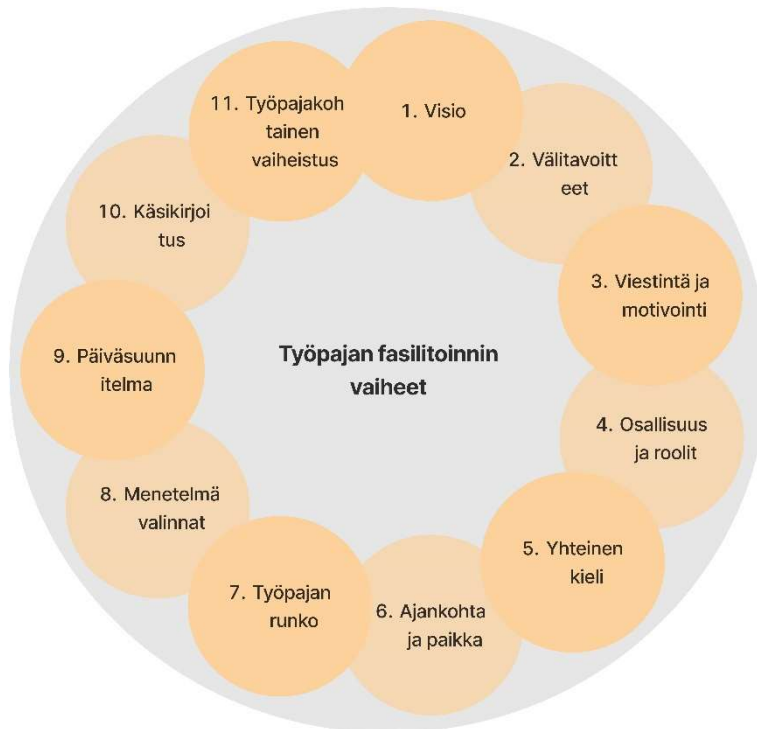 1. Visio
2. Välitavoitt
eet
3. Viestintä ja
motivointi
4. Osallisuus
ja roolit
5. Yhteinen
kieli
6. Ajankohta
ja paikka
7. Työpajan
runko
8. Menetelmä
valinnat
9. Päiväsuunn
itelma
10. Käsikirjoi
tus
11. Työpajakoh
tainen
vaiheistus
Työpajan fasilitoinnin
vaiheet